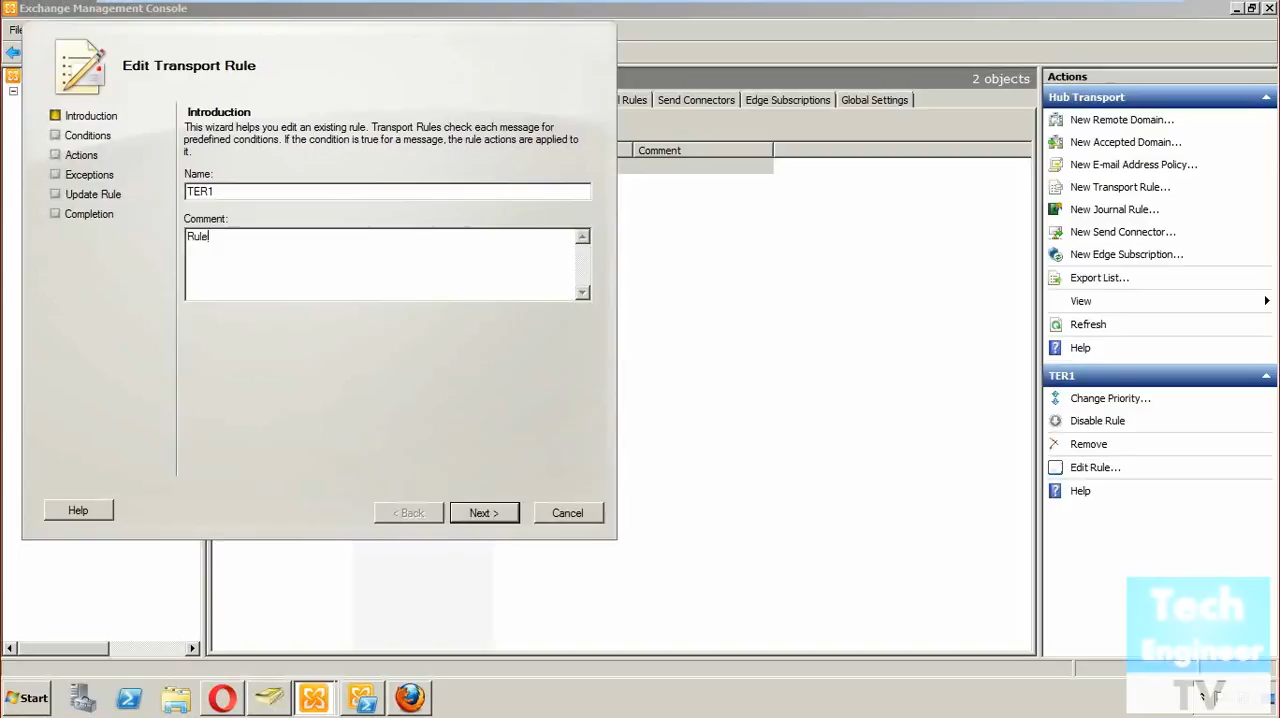 Exchange Management Console
File
Edit Transport Rule
Introduction
Conditions
Actions
Exceptions
Update Rule
Completion
Introduction
This wizard helps you edit an existing rule. Transport Rules check each message for
predefined conditions. If the condition is true for a message, the rule actions are applied to
it.
Name:
TER1
Comment:
Rule
Help
< Back
Next >
Cancel
2 objects
l Rules
Send Connectors
Edge Subscriptions
Global Settings
Comment
Actions
Hub Transport
New Remote Domain...
New Accepted Domain...
New E-mail Address Policy...
New Transport Rule...
New Journal Rule...
New Send Connector...
New Edge Subscription...
Export List...
View
Refresh
Help
TER1
Change Priority...
Disable Rule
Remove
Edit Rule...
Help
Tech
Engineer
TV
Start